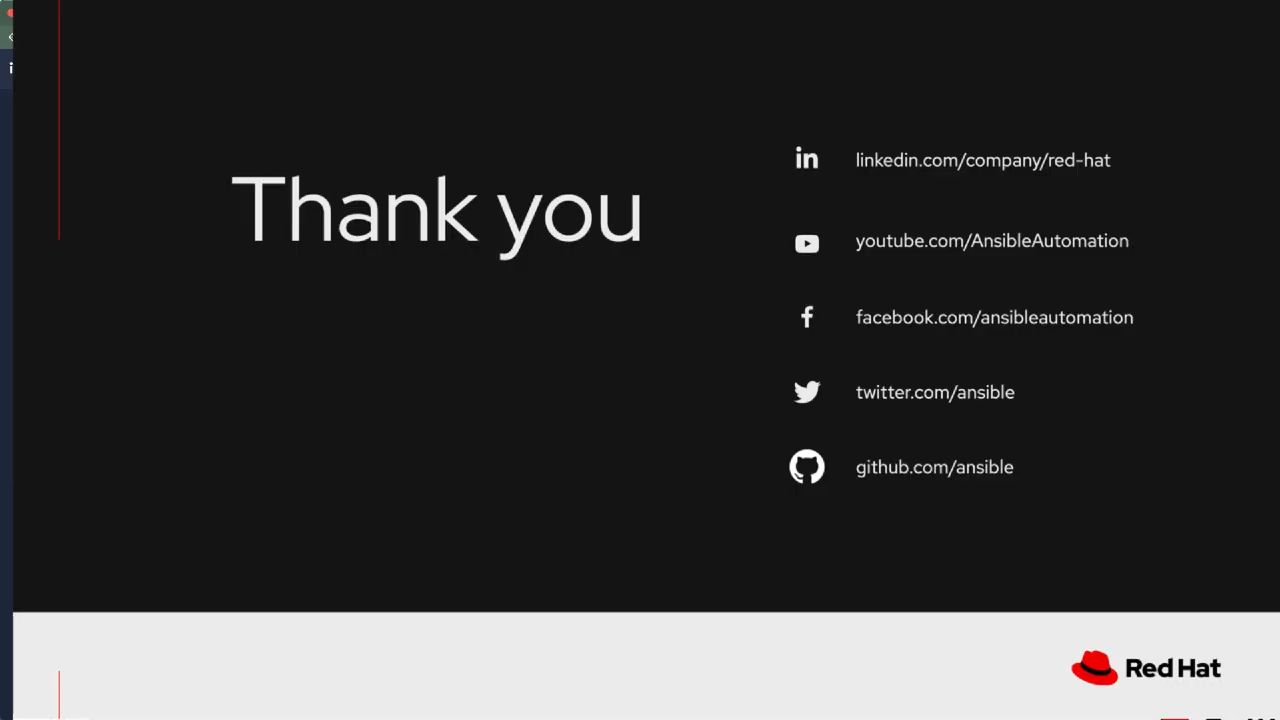 Thank you
linkedin.com/company/red-hat
youtube.com/AnsibleAutomation
facebook.com/ansibleautomation
twitter.com/ansible
github.com/ansible
Red Hat